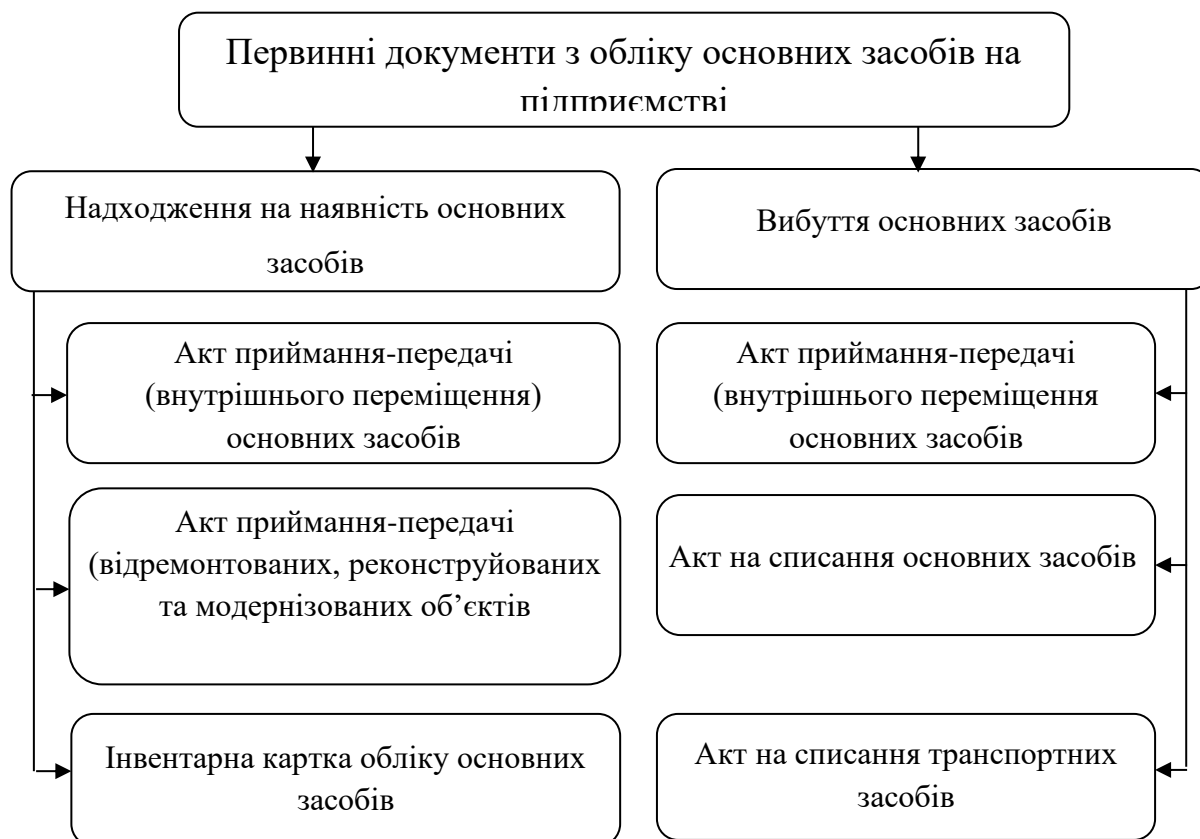 Первинні документи з обліку основних засобів на
підприємстві
Надходження на наявність основних
засобів
Вибуття основних засобів
Акт приймання-передачі
(внутрішнього переміщення)
основних засобів
Акт приймання-передачі
(внутрішнього переміщення
основних засобів
Акт приймання-передачі
(відремонтованих, реконструйованих
та модернізованих об’єктів
Акт на списання основних засобів
Інвентарна картка обліку основних
засобів
Акт на списання транспортних
засобів